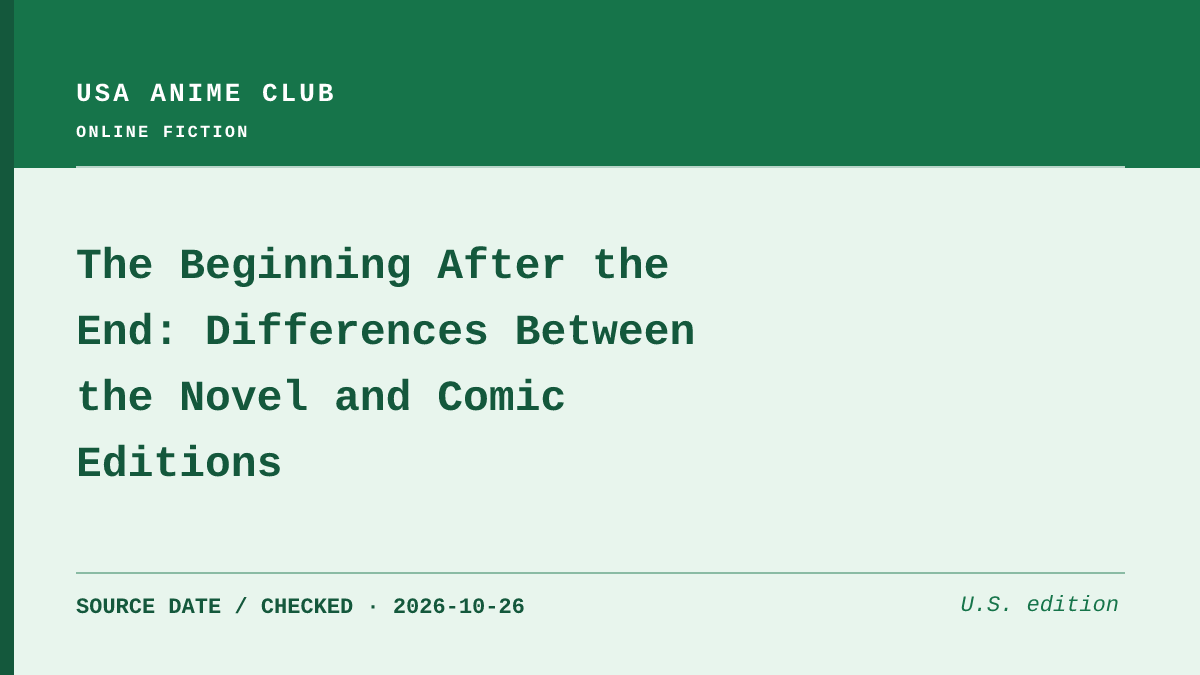 USA ANIME CLUB
ONLINE FICTION
The Beginning After the
End: Differences Between
the Novel and Comic
Editions
SOURCE DATE / CHECKED · 2026-10-26
U.S. edition